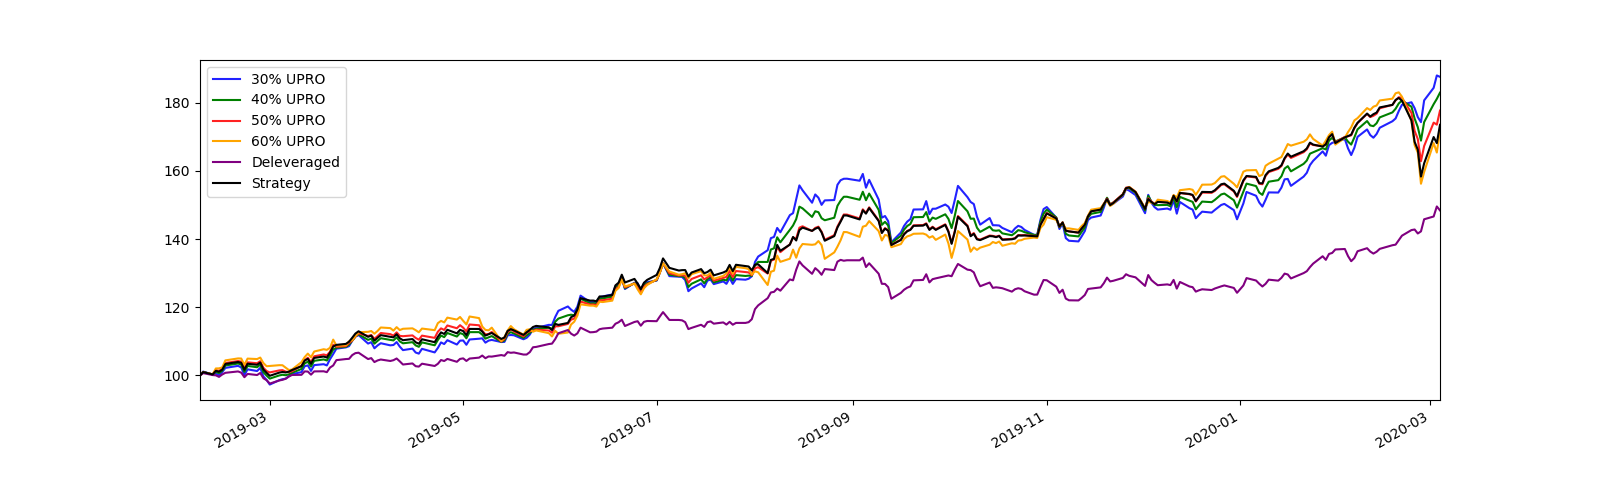 30% UPRO
40% UPRO
50% UPRO
60% UPRO
Deleveraged
Strategy
180
160
140
120
100
2019-03
2019-05
2019-07
2019-09
2019-11
2020-01
2020-03